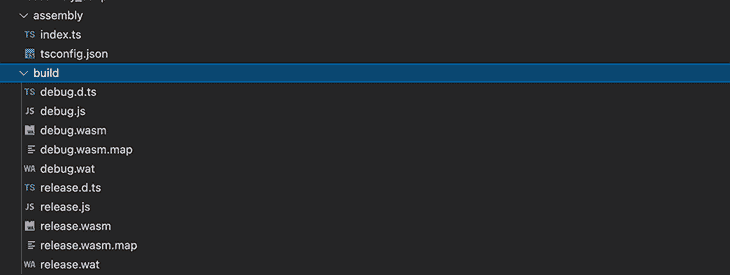 assembly
TS index.ts
tsconfig.json
build
TS debug.d.ts
JS debug.js
debug.wasm
debug.wasm.map
WA debug.wat
TS release.d.ts
JS release.js
release.wasm
release.wasm.map
WA release.wat